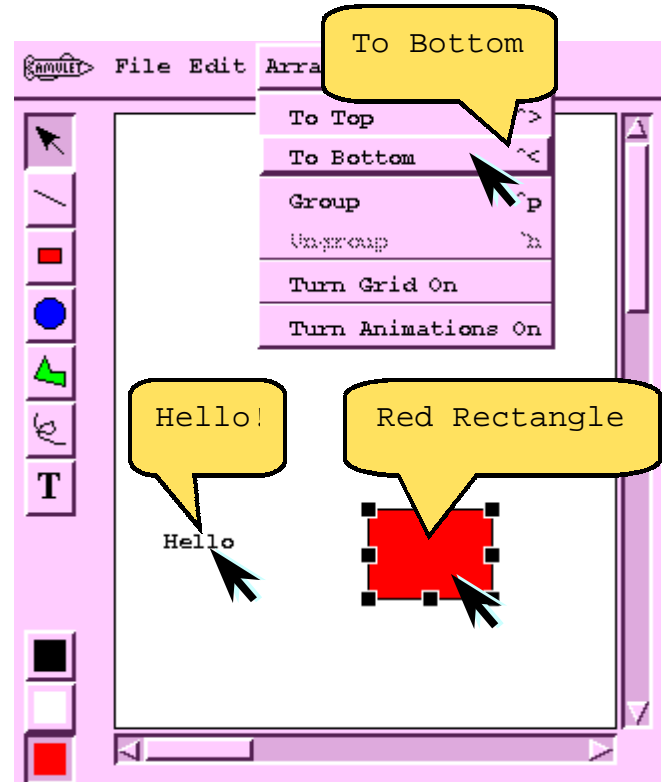 To Bottom
AMULET File Edit Arra
To Top ^>
To Bottom ^<
Group ^p
Ungroup ^h
Turn Grid On
Turn Animations On
Hello!
Red Rectangle
T
Hello